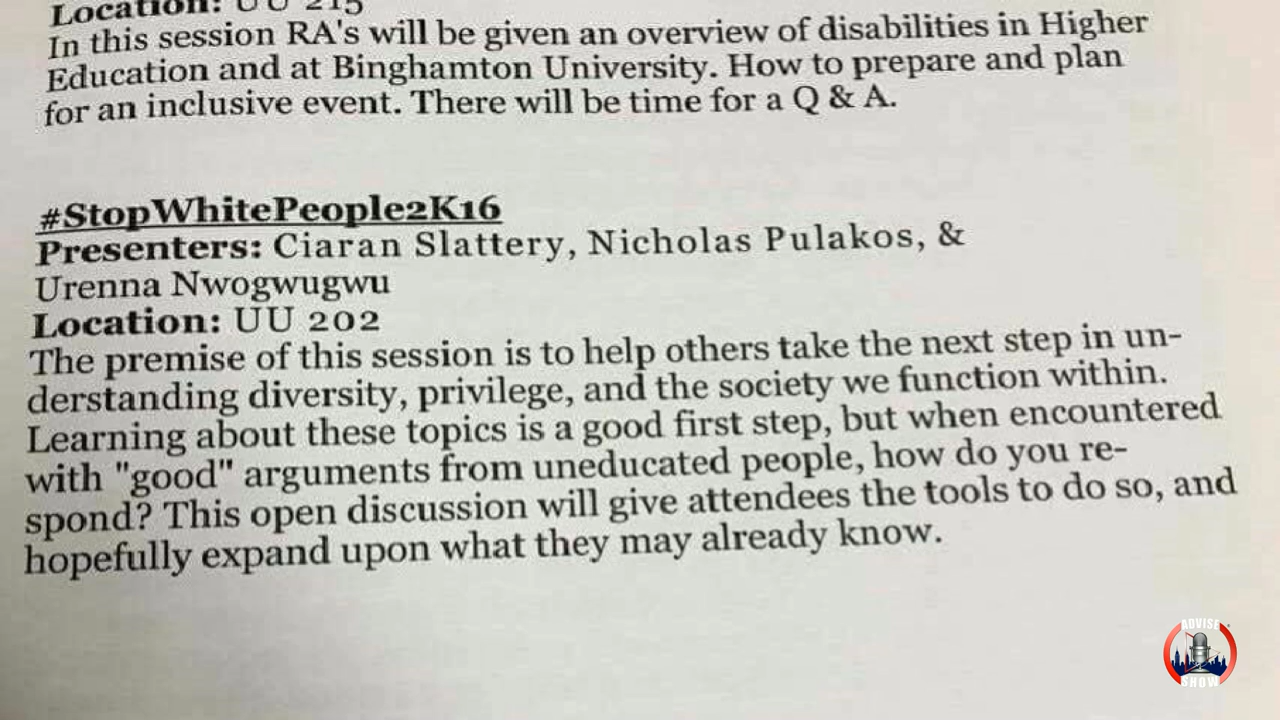 Location: UU 215
In this session RA's will be given an overview of disabilities in Higher
Education and at Binghamton University. How to prepare and plan
for an inclusive event. There will be time for a Q & A.
#StopWhitePeople2K16
Presenters: Ciaran Slattery, Nicholas Pulakos, &
Urenna Nwogwugwu
Location: UU 202
The premise of this session is to help others take the next step in un-
derstanding diversity, privilege, and the society we function within.
Learning about these topics is a good first step, but when encountered
with "good" arguments from uneducated people, how do you re-
spond? This open discussion will give attendees the tools to do so, and
hopefully expand upon what they may already know.
ADVISE
SHOW